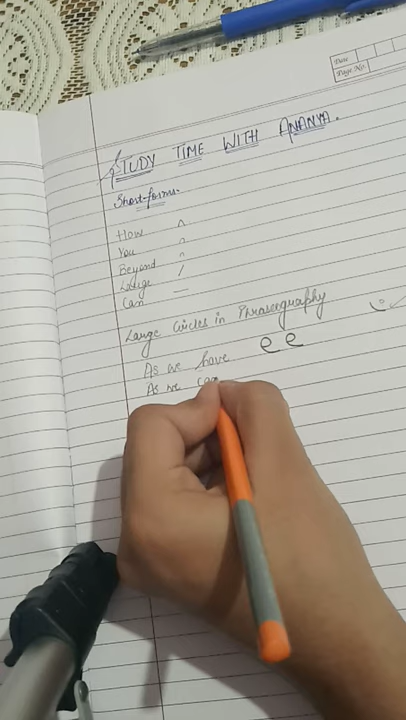 Date
Page No.
STUDY TIME WITH ANANYA.
Short-forms-
How
You
Beyond
Large
Can
Large Circles in Phraseography
As we have
As we can